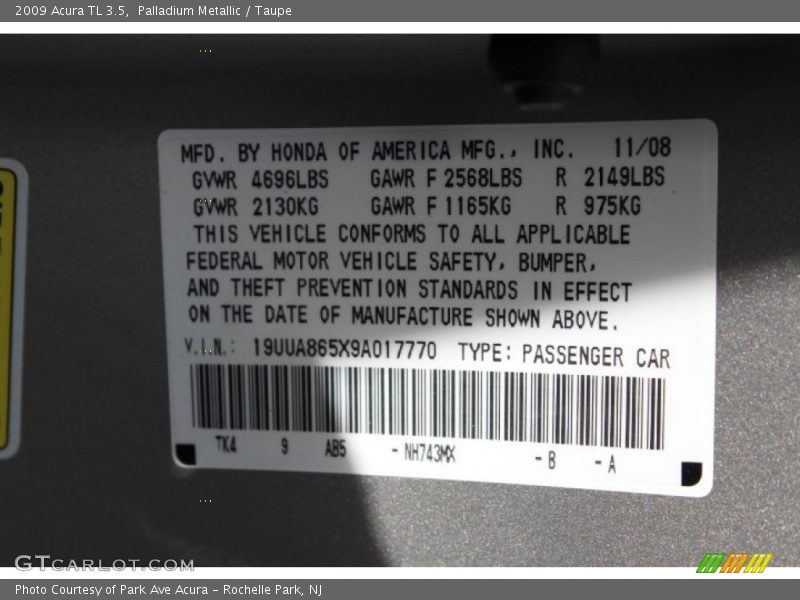 2009 Acura TL 3.5,  Palladium Metallic / Taupe
MFD. BY HONDA OF AMERICA MFG., INC. 11/08
GVWR 4696LBS GAWR F 2568LBS R 2149LBS
GVWR 2130KG GAWR F 1165KG R 975KG
THIS VEHICLE CONFORMS TO ALL APPLICABLE
FEDERAL MOTOR VEHICLE SAFETY, BUMPER,
AND THEFT PREVENTION STANDARDS IN EFFECT
ON THE DATE OF MANUFACTURE SHOWN ABOVE.
V.I.N.: 19UUA865X9A017770 TYPE: PASSENGER CAR
TK4 9 AB5 - NH743MX - B - A
GTCARLOT.COM
Photo Courtesy of Park Ave Acura - Rochelle Park, NJ